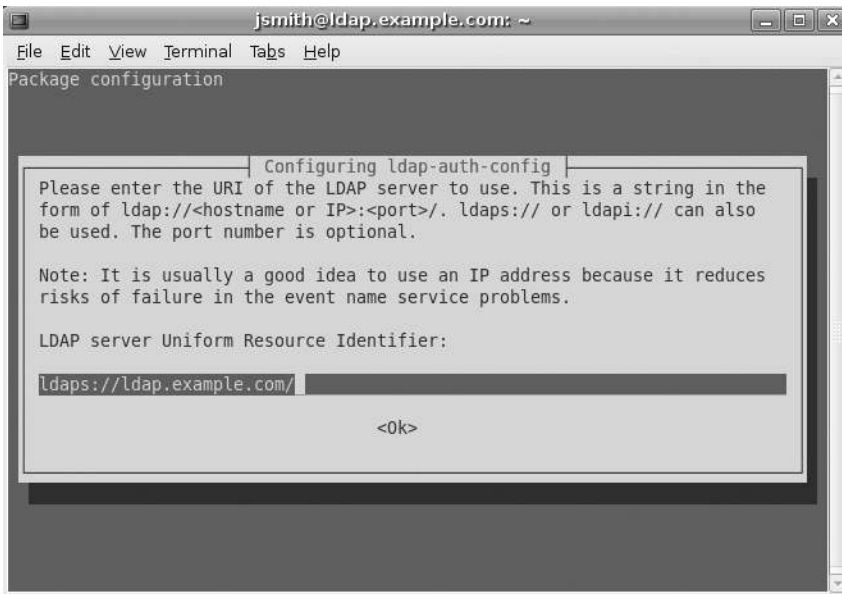 jsmith@ldap.example.com: ~
File Edit View Terminal Tabs Help
Package configuration
Configuring ldap-auth-config
Please enter the URI of the LDAP server to use. This is a string in the
form of ldap://<hostname or IP>:<port>/. ldaps:// or ldapi:// can also
be used. The port number is optional.
Note: It is usually a good idea to use an IP address because it reduces
risks of failure in the event name service problems.
LDAP server Uniform Resource Identifier:
ldaps://ldap.example.com/
<Ok>